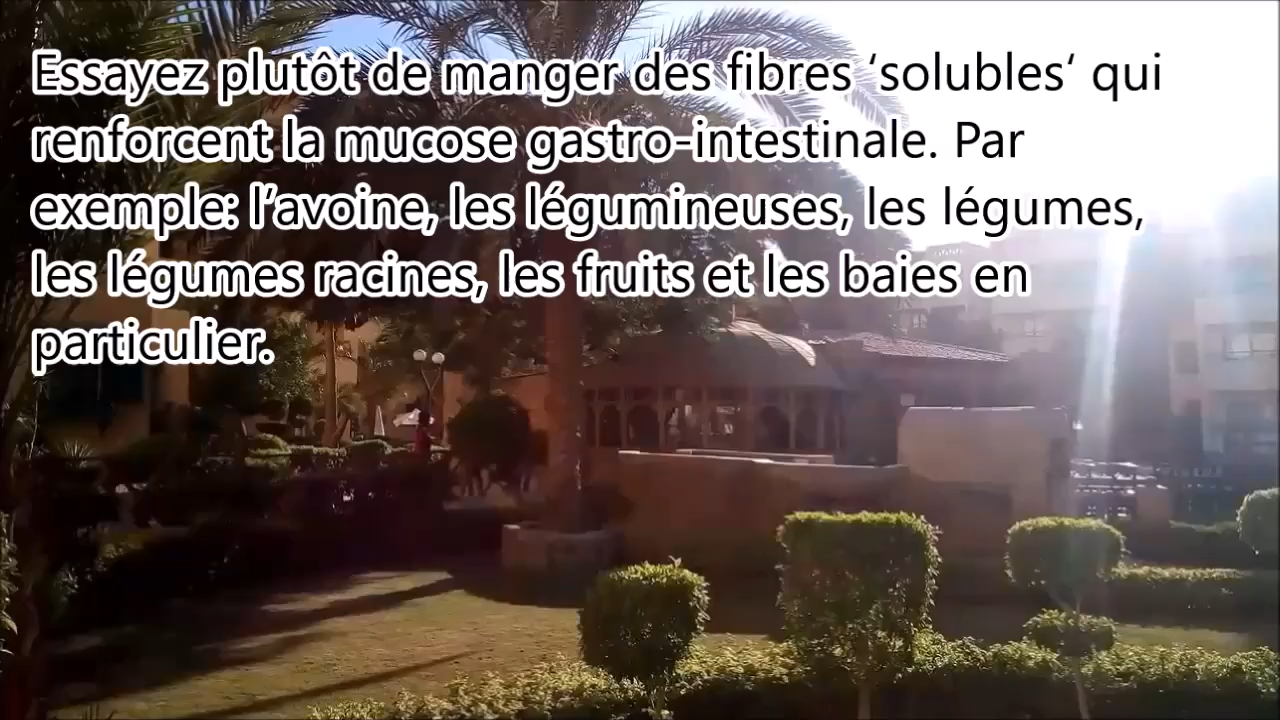 Essayez plutôt de manger des fibres ‘solubles‘ qui
renforcent la mucose gastro-intestinale. Par
exemple: l’avoine, les légumineuses, les légumes,
les légumes racines, les fruits et les baies en
particulier.